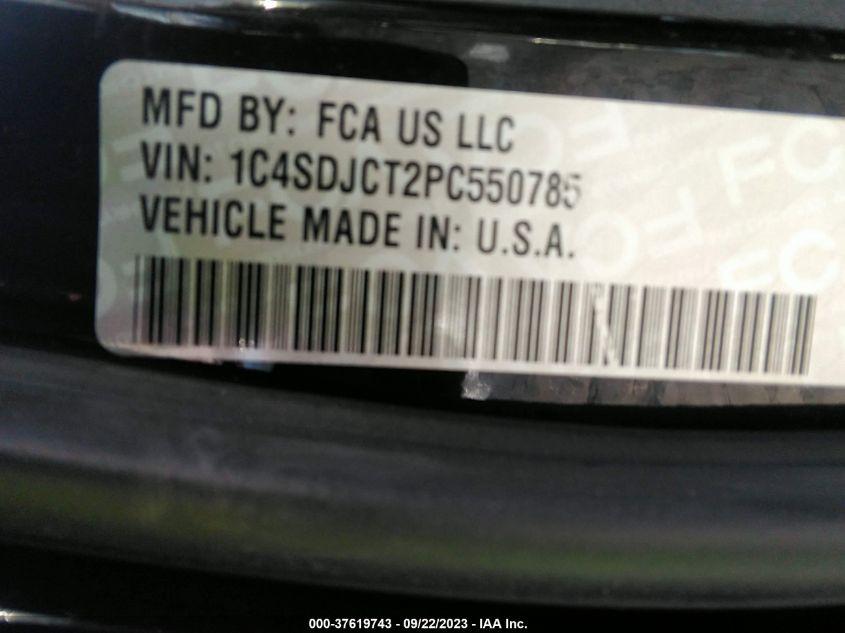 MFD BY: FCA US LLC
VIN: 1C4SDJCT2PC550785
VEHICLE MADE IN: U.S.A.
000-37619743 - 09/22/2023 - IAA Inc.